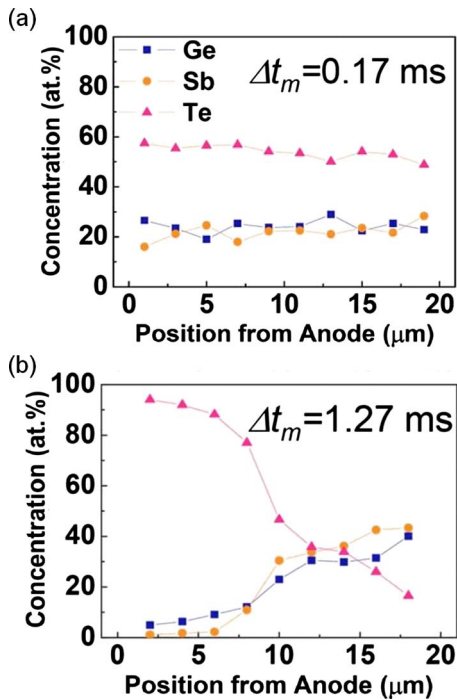 (a)
100
80
60
40
20
0
Concentration (at.%)
Ge
Sb
Te
Δtm=0.17 ms
0 5 10 15 20
Position from Anode (μm)
(b)
100
80
60
40
20
0
Concentration (at.%)
Δtm=1.27 ms
0 5 10 15 20
Position from Anode (μm)